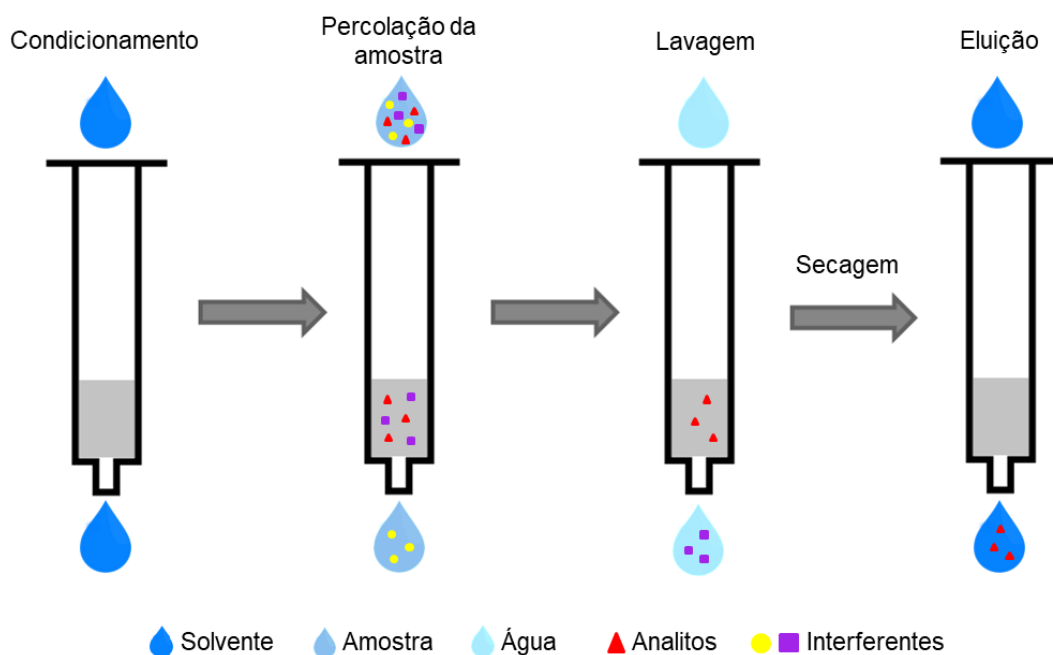 Condicionamento
Percolação da
amostra
Lavagem
Eluição
Secagem
Solvente
Amostra
Água
Analitos
Interferentes